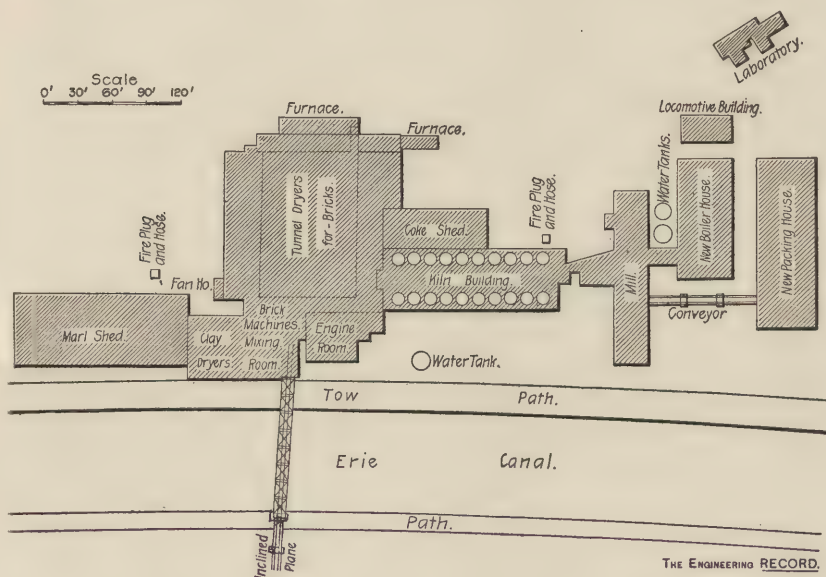 Laboratory.
Scale
0' 30' 60' 90' 120'
Furnace.
Furnace.
Locomotive Building.
Water Tanks.
Tunnel Dryers
for-Bricks.
Fire Plug
and Hose.
Fire Plug
and Hose.
Coke Shed.
New Boiler House.
New Packing House.
Fan Ho.
Kiln Building.
Mill.
Conveyor
Marl Shed.
Clay
Dryers
Brick
Machines.
Mixing
Room.
Engine
Room.
Water Tank.
Tow Path.
Erie Canal.
Path.
Inclined
Plane
THE ENGINEERING RECORD.